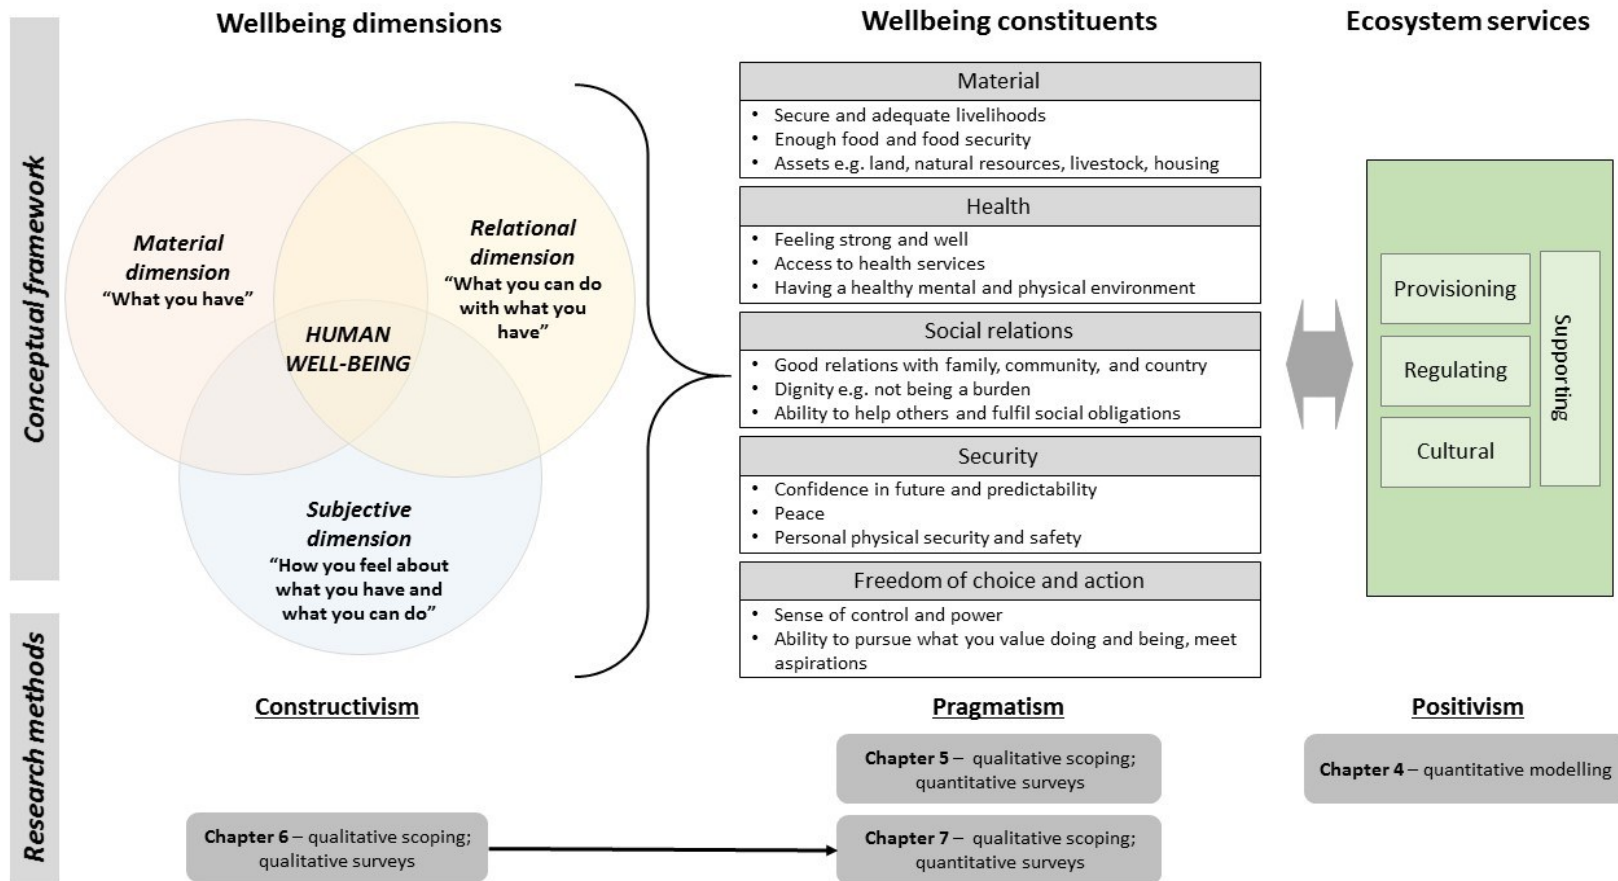 Wellbeing dimensions
Wellbeing constituents
Ecosystem services
Conceptual framework
Material
dimension
“What you have”
Relational
dimension
“What you can do
with what you
have”
HUMAN
WELL-BEING
Subjective
dimension
“How you feel about
what you have and
what you can do”
Material
• Secure and adequate livelihoods
• Enough food and food security
• Assets e.g. land, natural resources, livestock, housing
Health
• Feeling strong and well
• Access to health services
• Having a healthy mental and physical environment
Social relations
• Good relations with family, community, and country
• Dignity e.g. not being a burden
• Ability to help others and fulfil social obligations
Security
• Confidence in future and predictability
• Peace
• Personal physical security and safety
Freedom of choice and action
• Sense of control and power
• Ability to pursue what you value doing and being, meet
aspirations
Provisioning
Regulating
Cultural
Supporting
Research methods
Constructivism
Pragmatism
Positivism
Chapter 5 – qualitative scoping;
quantitative surveys
Chapter 4 – quantitative modelling
Chapter 6 – qualitative scoping;
qualitative surveys
Chapter 7 – qualitative scoping;
quantitative surveys